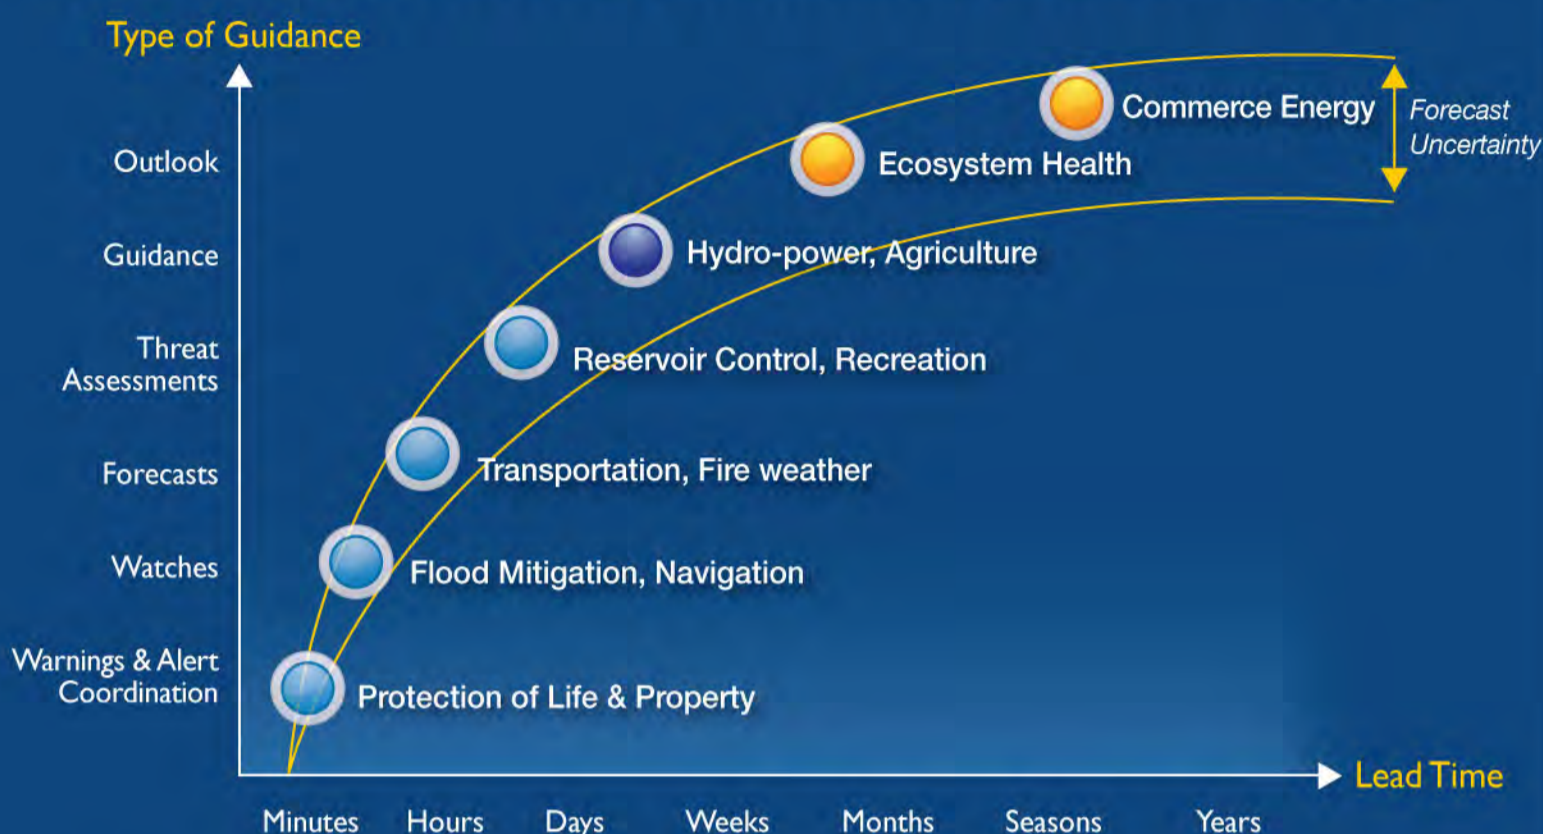 Type of Guidance
Commerce Energy
Forecast
Uncertainty
Outlook
Ecosystem Health
Guidance
Hydro-power, Agriculture
Threat
Assessments
Reservoir Control, Recreation
Forecasts
Transportation, Fire weather
Watches
Flood Mitigation, Navigation
Warnings & Alert
Coordination
Protection of Life & Property
Lead Time
Minutes Hours Days Weeks Months Seasons Years